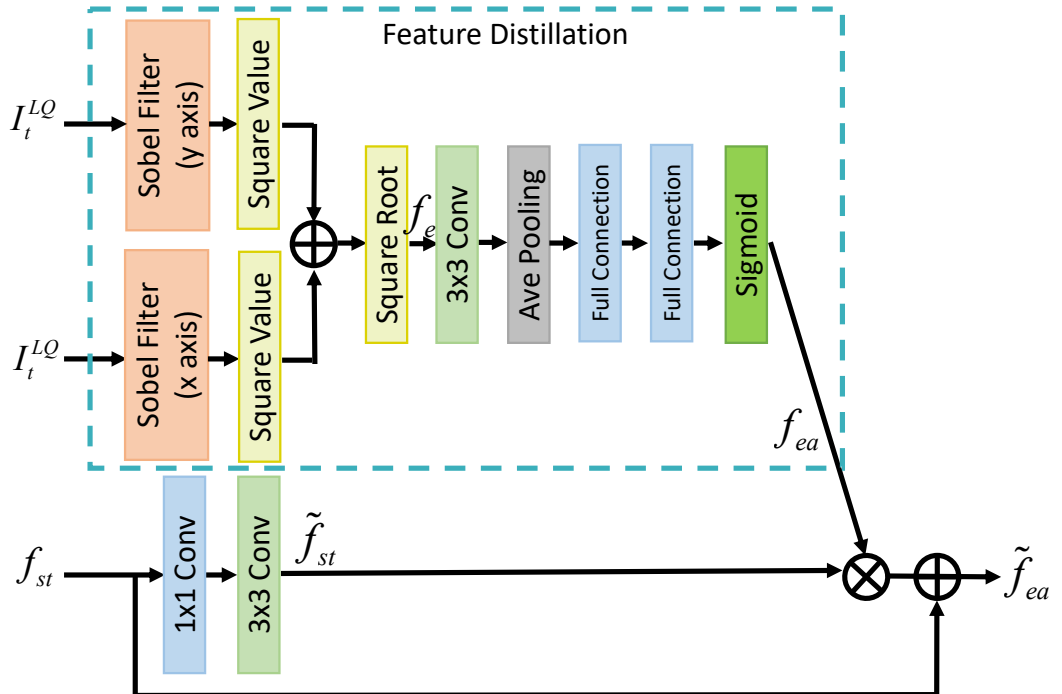 Feature Distillation
I_t^{LQ}
Sobel Filter
(y axis)
Square Value
I_t^{LQ}
Sobel Filter
(x axis)
Square Value
Square Root
f_e
3x3 Conv
Ave Pooling
Full Connection
Full Connection
Sigmoid
f_{ea}
f_{st}
1x1 Conv
3x3 Conv
\tilde{f}_{st}
\tilde{f}_{ea}